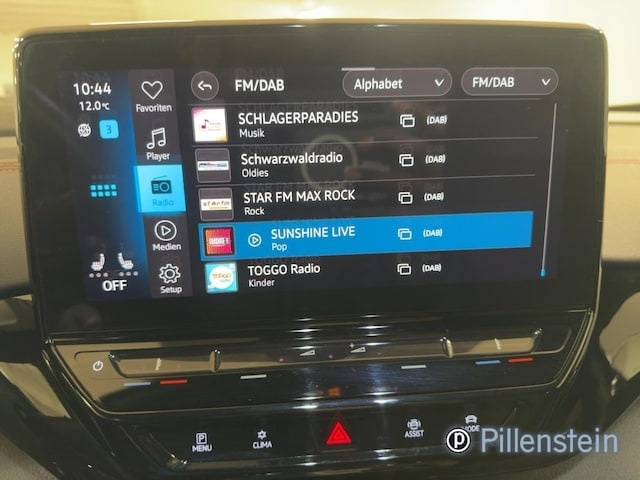 10:44
12.0°C
3
OFF
Favoriten
Player
Radio
Medien
Setup
FM/DAB
Alphabet
FM/DAB
SCHLAGERPARADIES
Musik
(DAB)
Schwarzwaldradio
Oldies
(DAB)
STAR FM MAX ROCK
Rock
(DAB)
SUNSHINE LIVE
Pop
(DAB)
TOGGO Radio
Kinder
(DAB)
P
MENU
CLIMA
ASSIST
MODE
P Pillenstein